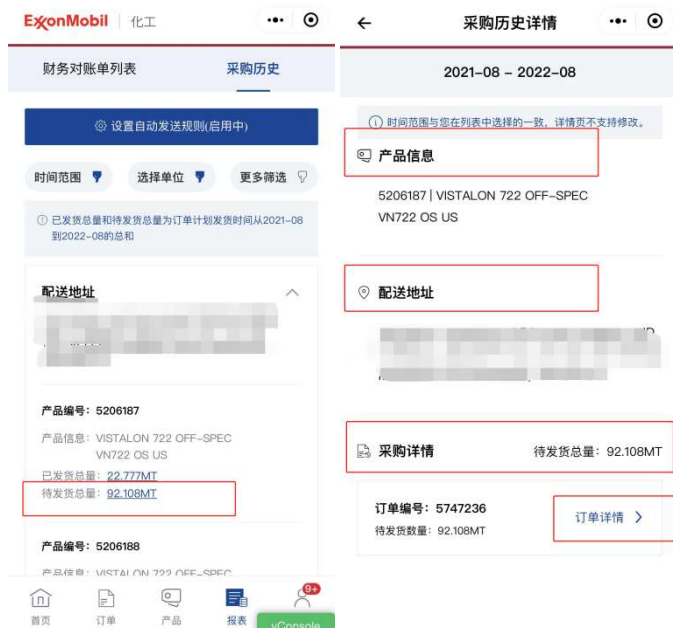 ExxonMobil 化工
财务对账单列表 采购历史
设置自动发送规则(启用中)
时间范围 选择单位 更多筛选
已发货总量和待发货总量为订单计划发货时间从2021-08
到2022-08的总和
配送地址
产品编号：5206187
产品信息：VISTALON 722 OFF-SPEC
VN722 OS US
已发货总量：22.777MT
待发货总量：92.108MT
产品编号：5206188
产品信息：VISTALON 722 OFF-SPEC
9+
首页 订单 产品 报表
vConsole
采购历史详情
2021-08 - 2022-08
时间范围与您在列表中选择的一致，详情页不支持修改。
产品信息
5206187 | VISTALON 722 OFF-SPEC
VN722 OS US
配送地址
采购详情 待发货总量：92.108MT
订单编号：5747236
待发货数量：92.108MT
订单详情